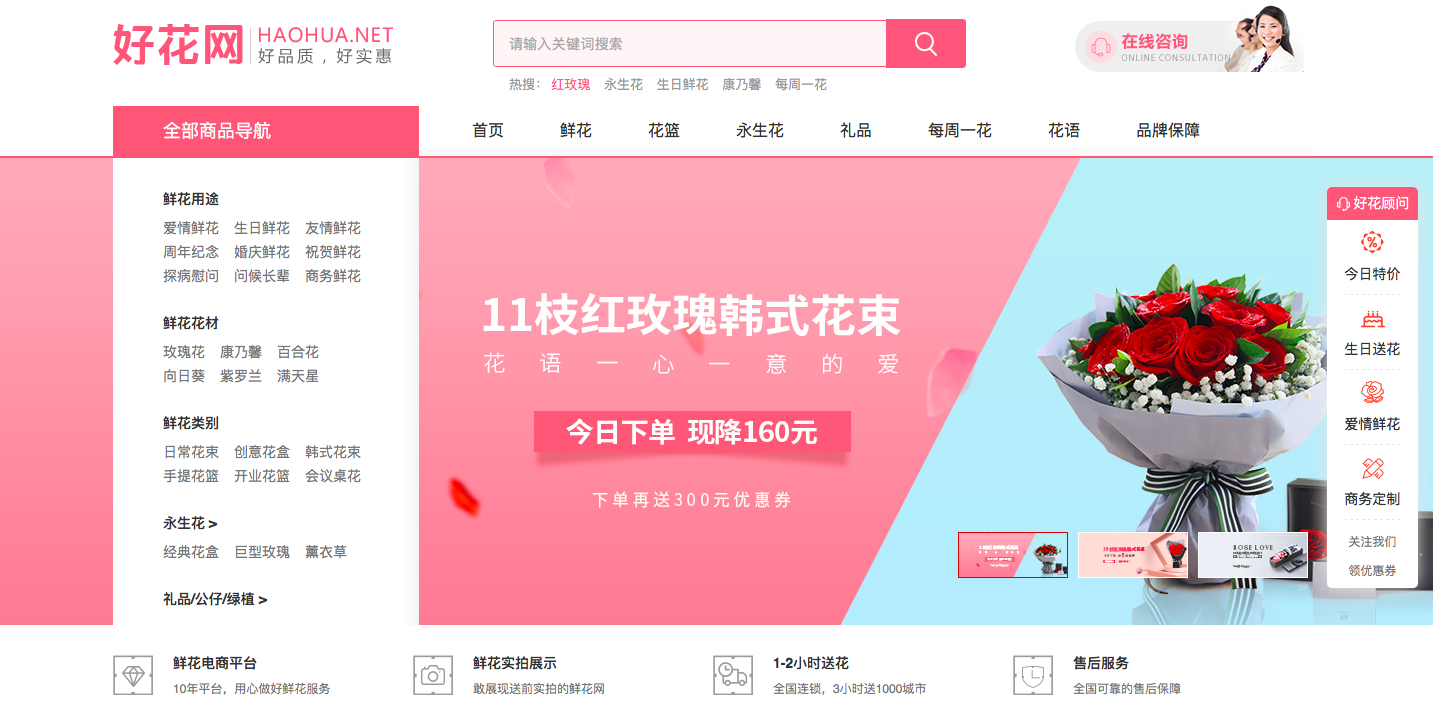 好花网
HAOHUA.NET
好品质，好实惠
请输入关键词搜索
热搜： 红玫瑰 永生花 生日鲜花 康乃馨 每周一花
在线咨询
ONLINE CONSULTATION
全部商品导航
首页 鲜花 花篮 永生花 礼品 每周一花 花语 品牌保障
鲜花用途
爱情鲜花 生日鲜花 友情鲜花
周年纪念 婚庆鲜花 祝贺鲜花
探病慰问 问候长辈 商务鲜花
鲜花花材
玫瑰花 康乃馨 百合花
向日葵 紫罗兰 满天星
鲜花类别
日常花束 创意花盒 韩式花束
手提花篮 开业花篮 会议桌花
永生花 >
经典花盒 巨型玫瑰 薰衣草
礼品/公仔/绿植 >
11枝红玫瑰韩式花束
花语一 心一意的爱
今日下单 现降160元
下单再送300元优惠券
ROSE LOVE
好花顾问
今日特价
生日送花
爱情鲜花
商务定制
关注我们
领优惠券
鲜花电商平台
10年平台，用心做好鲜花服务
鲜花实拍展示
敢展现送前实拍的鲜花网
1-2小时送花
全国连锁，3小时送1000城市
售后服务
全国可靠的售后保障